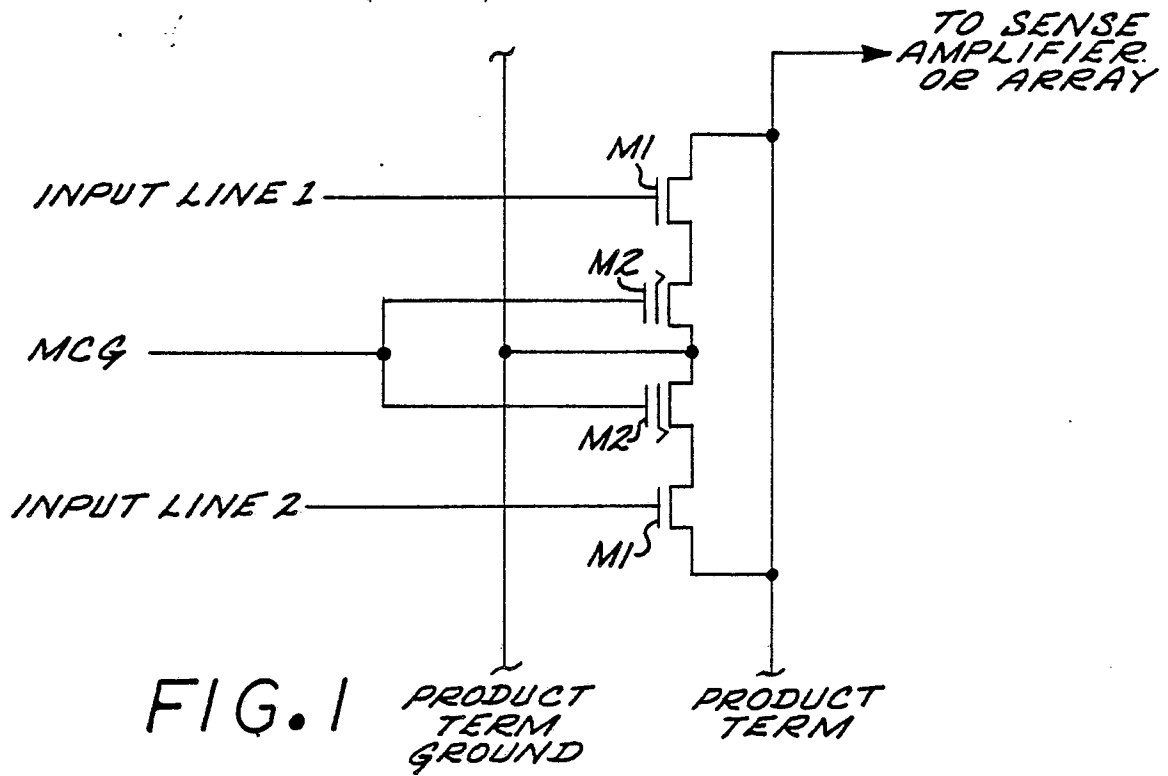 TO SENSE
AMPLIFIER
OR ARRAY
M1
INPUT LINE 1
M2
MCG
M2
INPUT LINE 2
M1
FIG. 1
PRODUCT
TERM
GROUND
PRODUCT
TERM